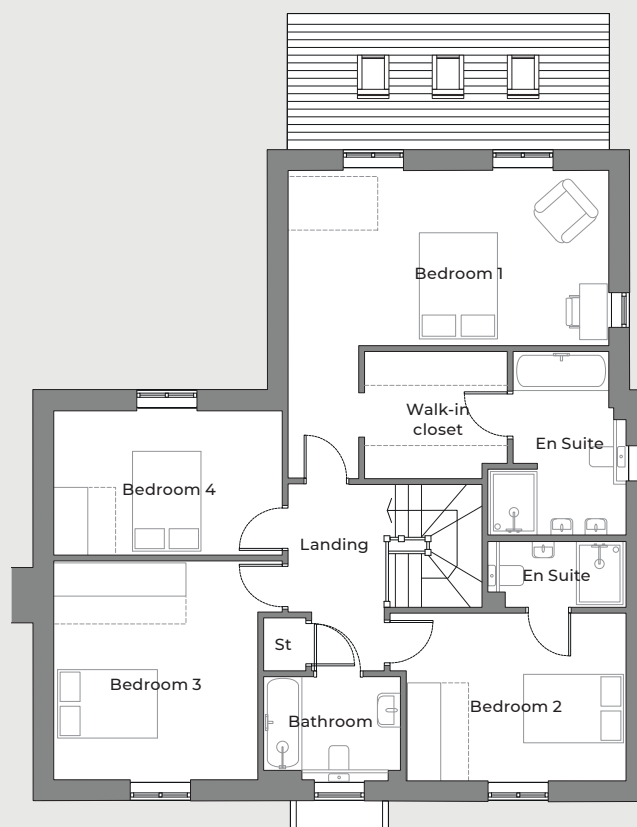 Bedroom 1
Walk-in
closet
En Suite
Bedroom 4
Landing
En Suite
St
Bedroom 3
Bedroom 2
Bathroom